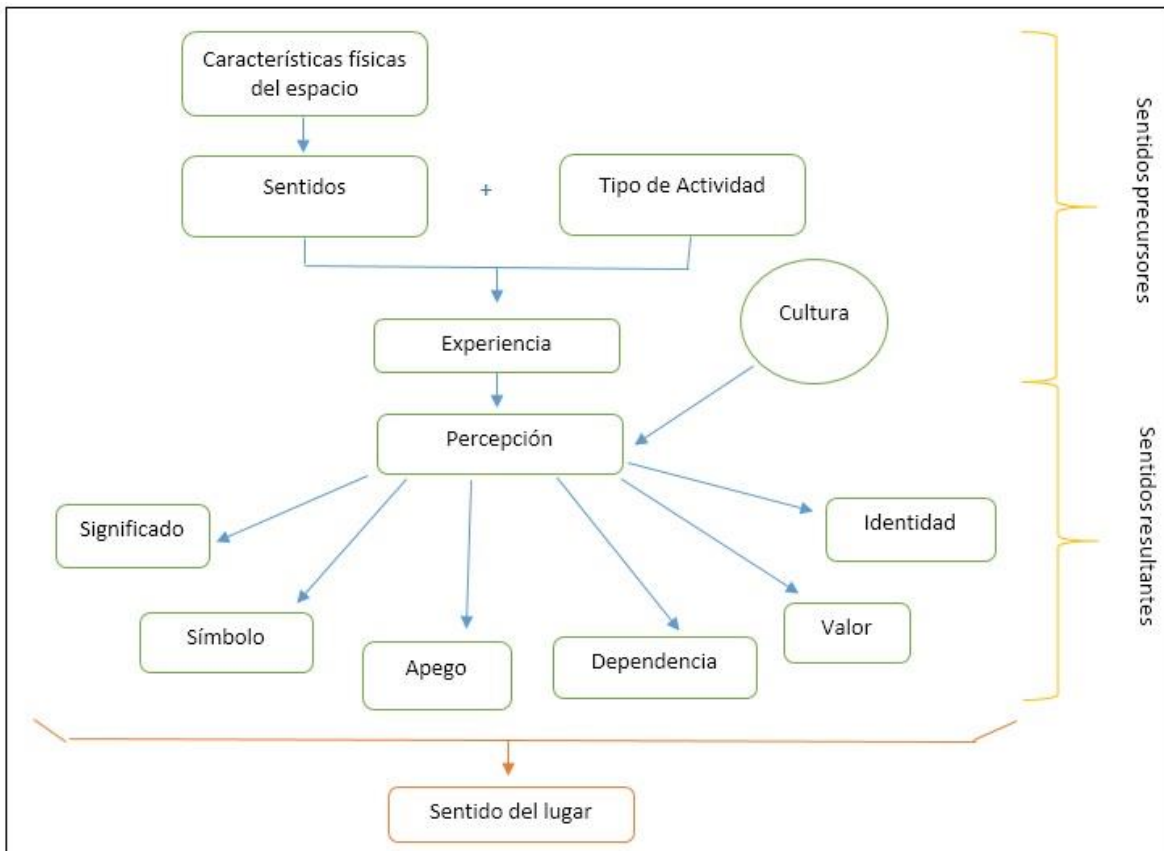 Características físicas
del espacio
Sentidos
+
Tipo de Actividad
Sentidos precursores
Cultura
Experiencia
Percepción
Significado
Identidad
Símbolo
Valor
Apego
Dependencia
Sentidos resultantes
Sentido del lugar